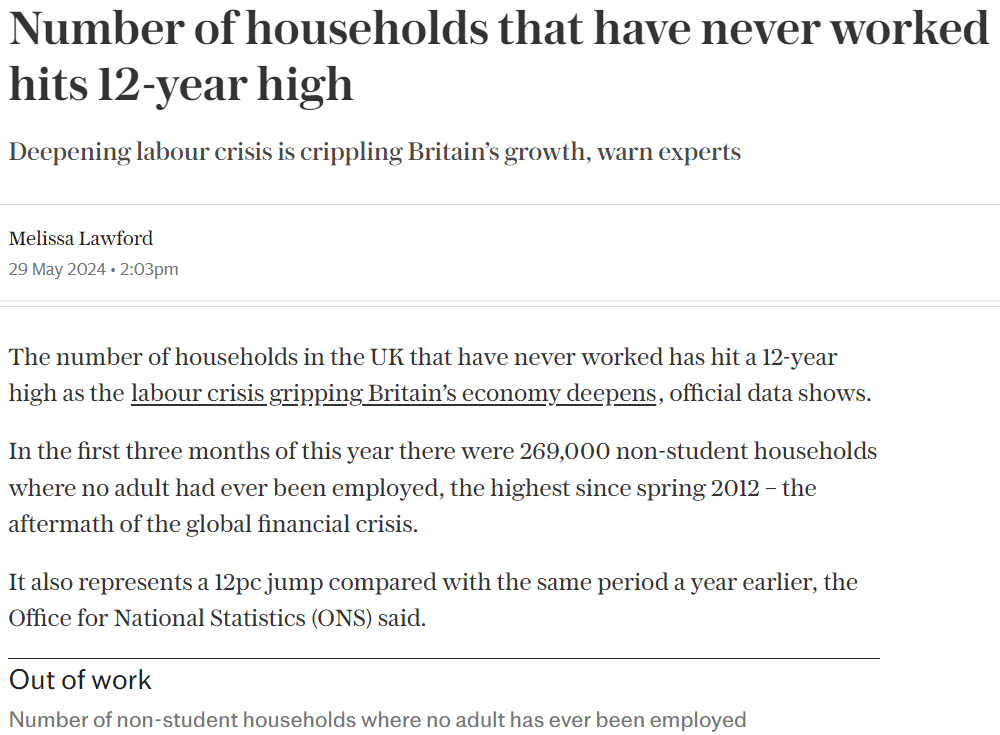 Number of households that have never worked
hits 12-year high
Deepening labour crisis is crippling Britain’s growth, warn experts
Melissa Lawford
29 May 2024 • 2:03pm
The number of households in the UK that have never worked has hit a 12-year
high as the labour crisis gripping Britain’s economy deepens, official data shows.
In the first three months of this year there were 269,000 non-student households
where no adult had ever been employed, the highest since spring 2012 – the
aftermath of the global financial crisis.
It also represents a 12pc jump compared with the same period a year earlier, the
Office for National Statistics (ONS) said.
Out of work
Number of non-student households where no adult has ever been employed